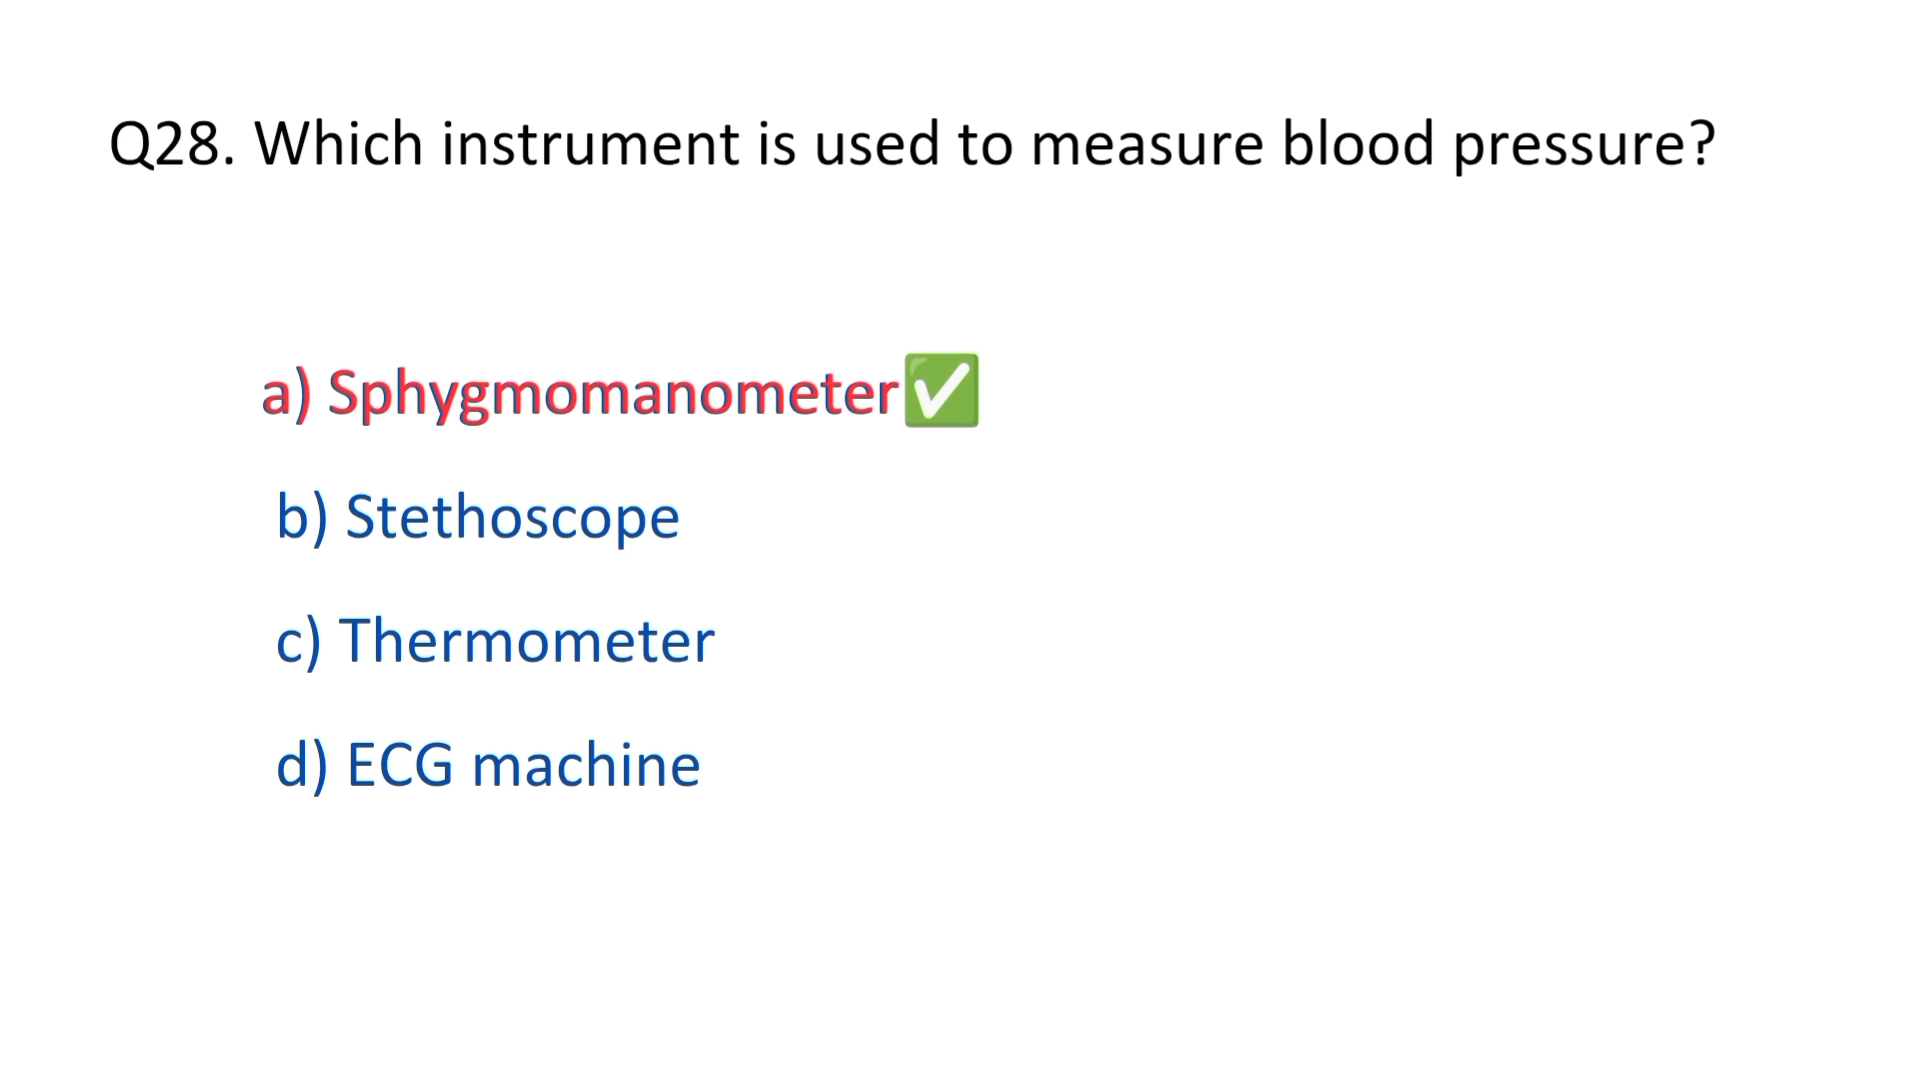 Q28. Which instrument is used to measure blood pressure?
a) Sphygmomanometer✅
b) Stethoscope
c) Thermometer
d) ECG machine